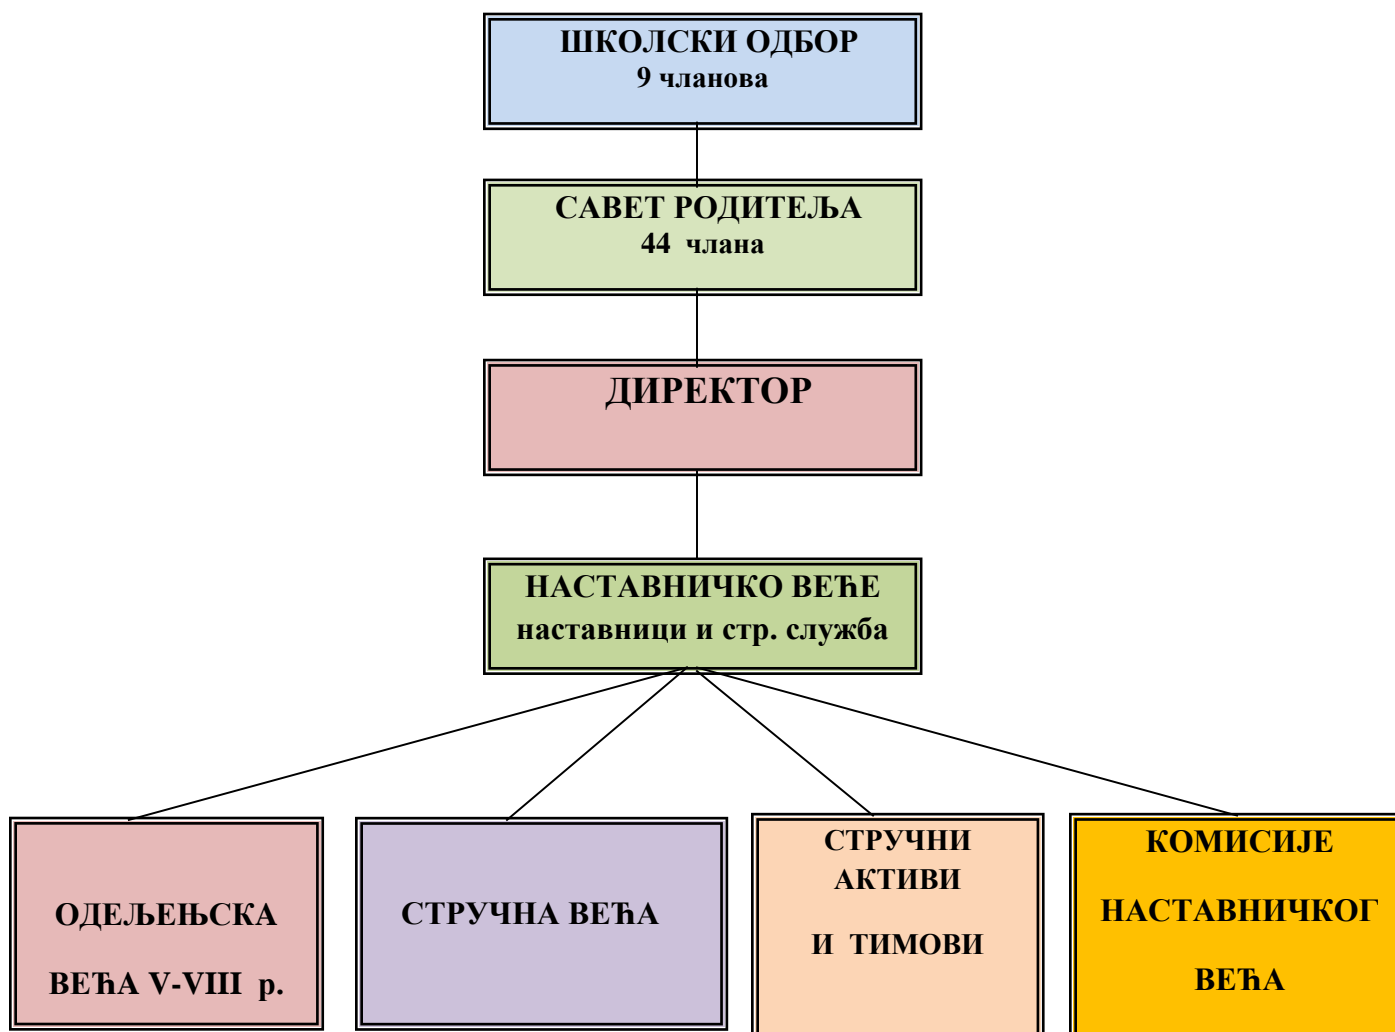 ШКОЛСКИ ОДБОР
9 чланова
САВЕТ РОДИТЕЉА
44 члана
ДИРЕКТОР
НАСТАВНИЧКО ВЕЋЕ
наставници и стр. служба
ОДЕЉЕЊСКА
ВЕЋА V-VIII р.
СТРУЧНА ВЕЋА
СТРУЧНИ
АКТИВИ
И ТИМОВИ
КОМИСИЈЕ
НАСТАВНИЧКОГ
ВЕЋА